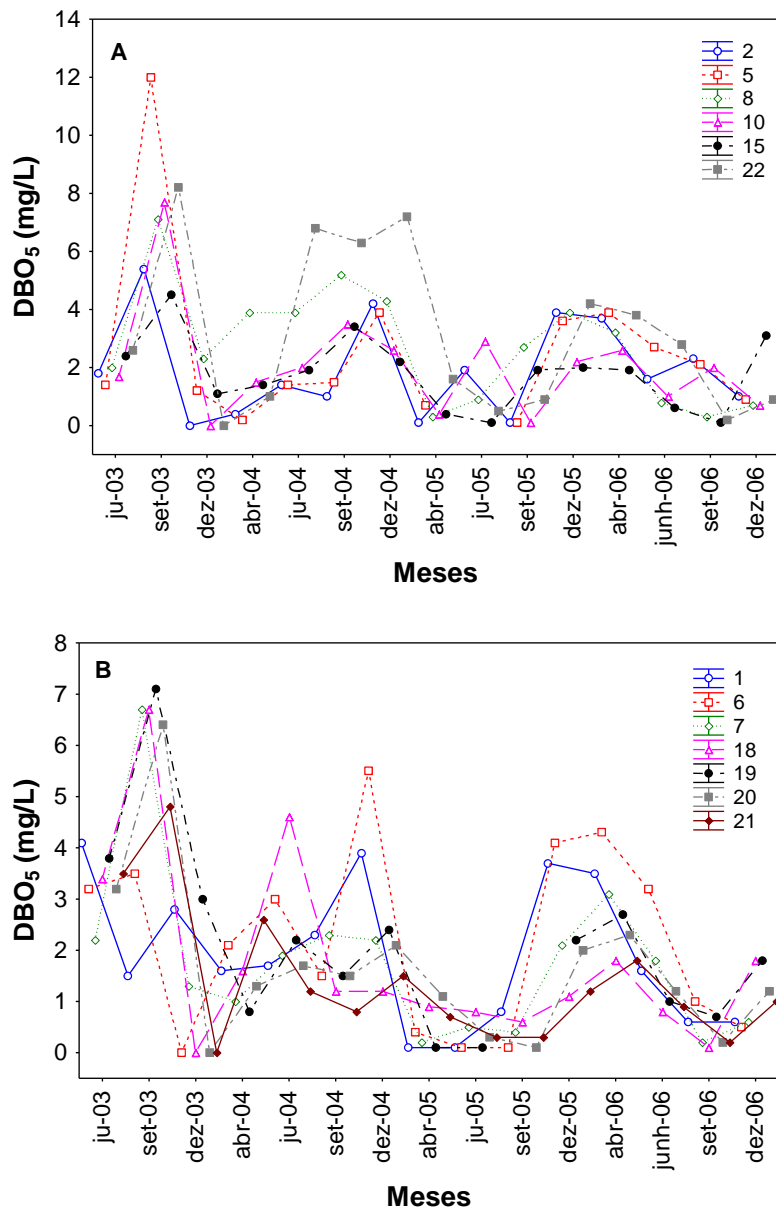 A
14
12
10
8
6
4
2
0
DBO5 (mg/L)
2
5
8
10
15
22
ju-03
set-03
dez-03
abr-04
ju-04
set-04
dez-04
abr-05
ju-05
set-05
dez-05
abr-06
junh-06
set-06
dez-06
Meses
B
8
7
6
5
4
3
2
1
0
DBO5 (mg/L)
1
6
7
18
19
20
21
ju-03
set-03
dez-03
abr-04
ju-04
set-04
dez-04
abr-05
ju-05
set-05
dez-05
abr-06
junh-06
set-06
dez-06
Meses